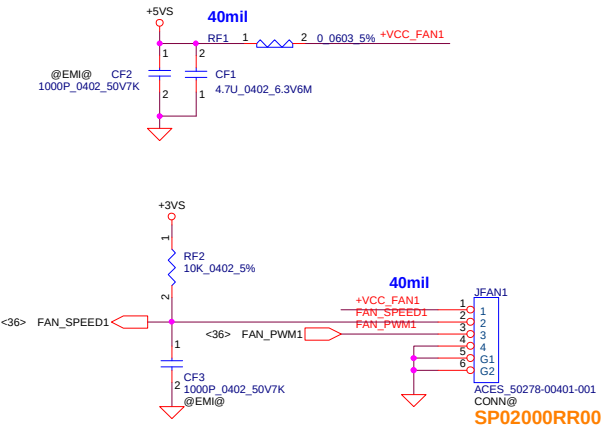 +5VS
40mil
RF1 1 2 0_0603_5% +VCC_FAN1
1 2
@EMI@ CF2 CF1
1000P_0402_50V7K 4.7U_0402_6.3V6M
2 1
+3VS
1
RF2
10K_0402_5%
2
40mil
JFAN1
+VCC_FAN1 1 1
<36> FAN_SPEED1 FAN_SPEED1 2 2
<36> FAN_PWM1 FAN_PWM1 3 3
4 4
5 G1
6 G2
1
CF3
2 1000P_0402_50V7K
@EMI@
ACES_50278-00401-001
CONN@
SP02000RR00